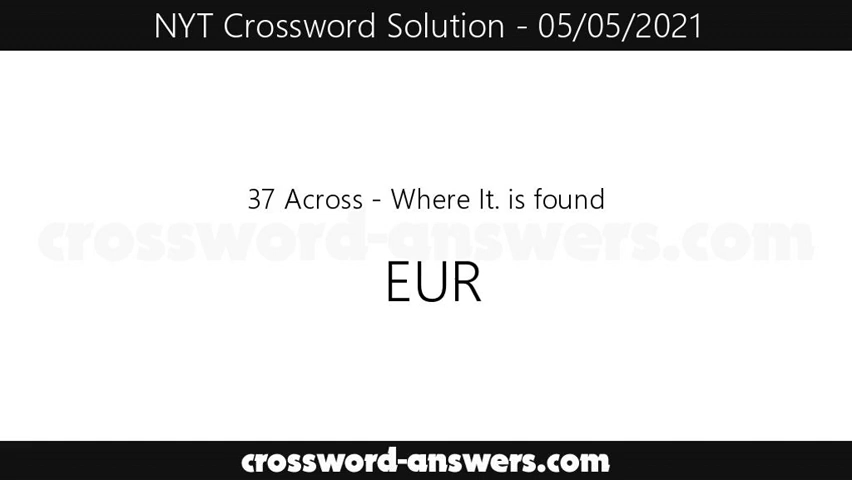 NYT Crossword Solution - 05/05/2021
37 Across - Where It. is found
crossword-answers.com
EUR
crossword-answers.com